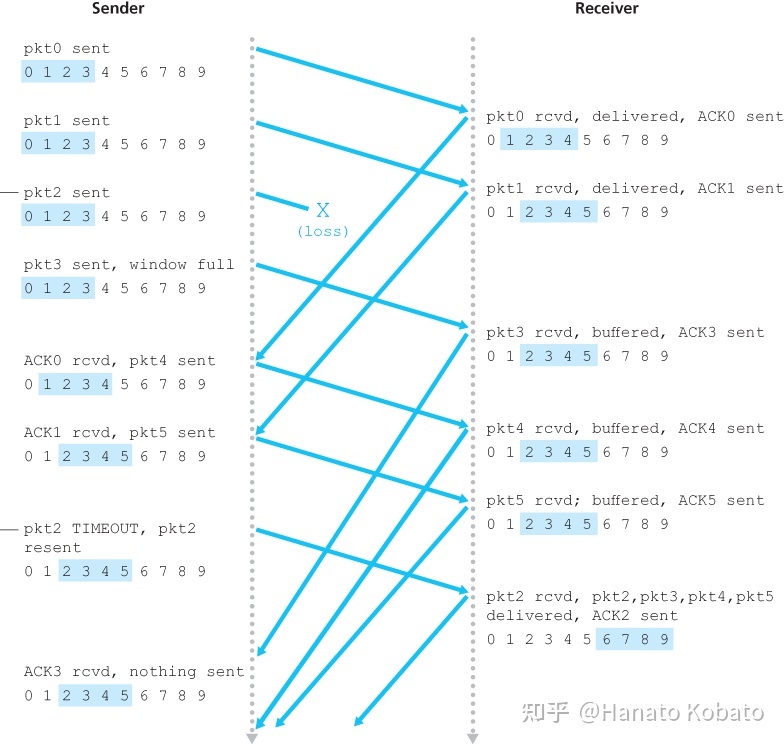 Sender
Receiver
pkt0 sent
0 1 2 3 4 5 6 7 8 9
pkt0 rcvd, delivered, ACK0 sent
0 1 2 3 4 5 6 7 8 9
pkt1 sent
0 1 2 3 4 5 6 7 8 9
pkt1 rcvd, delivered, ACK1 sent
0 1 2 3 4 5 6 7 8 9
pkt2 sent
0 1 2 3 4 5 6 7 8 9
X
(loss)
pkt3 sent, window full
0 1 2 3 4 5 6 7 8 9
pkt3 rcvd, buffered, ACK3 sent
0 1 2 3 4 5 6 7 8 9
ACK0 rcvd, pkt4 sent
0 1 2 3 4 5 6 7 8 9
pkt4 rcvd, buffered, ACK4 sent
0 1 2 3 4 5 6 7 8 9
ACK1 rcvd, pkt5 sent
0 1 2 3 4 5 6 7 8 9
pkt5 rcvd; buffered, ACK5 sent
0 1 2 3 4 5 6 7 8 9
pkt2 TIMEOUT, pkt2
resent
0 1 2 3 4 5 6 7 8 9
pkt2 rcvd, pkt2,pkt3,pkt4,pkt5
delivered, ACK2 sent
0 1 2 3 4 5 6 7 8 9
ACK3 rcvd, nothing sent
0 1 2 3 4 5 6 7 8 9
知乎 @Hanato Kobato